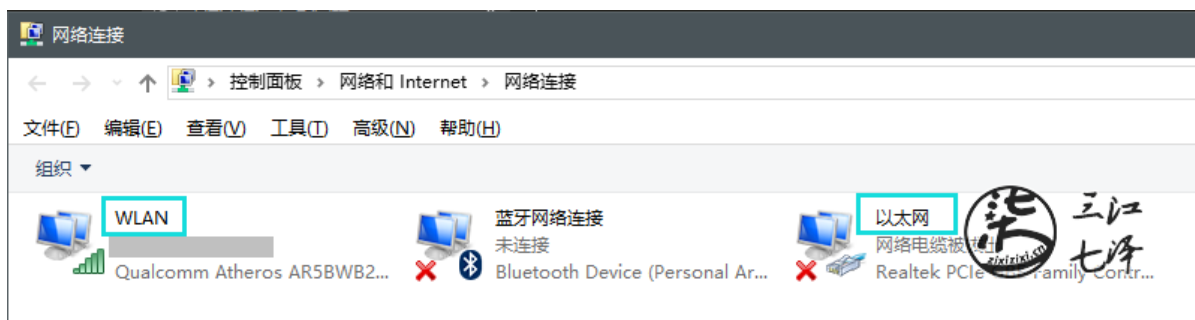 网络连接
控制面板 › 网络和 Internet › 网络连接
文件(F) 编辑(E) 查看(V) 工具(T) 高级(N) 帮助(H)
组织
WLAN
Qualcomm Atheros AR5BWB2...
蓝牙网络连接
未连接
Bluetooth Device (Personal Ar...
以太网
网络电缆被
Realtek PCIe Family Contr...
柒
zixizixi.cn
三江
七泽